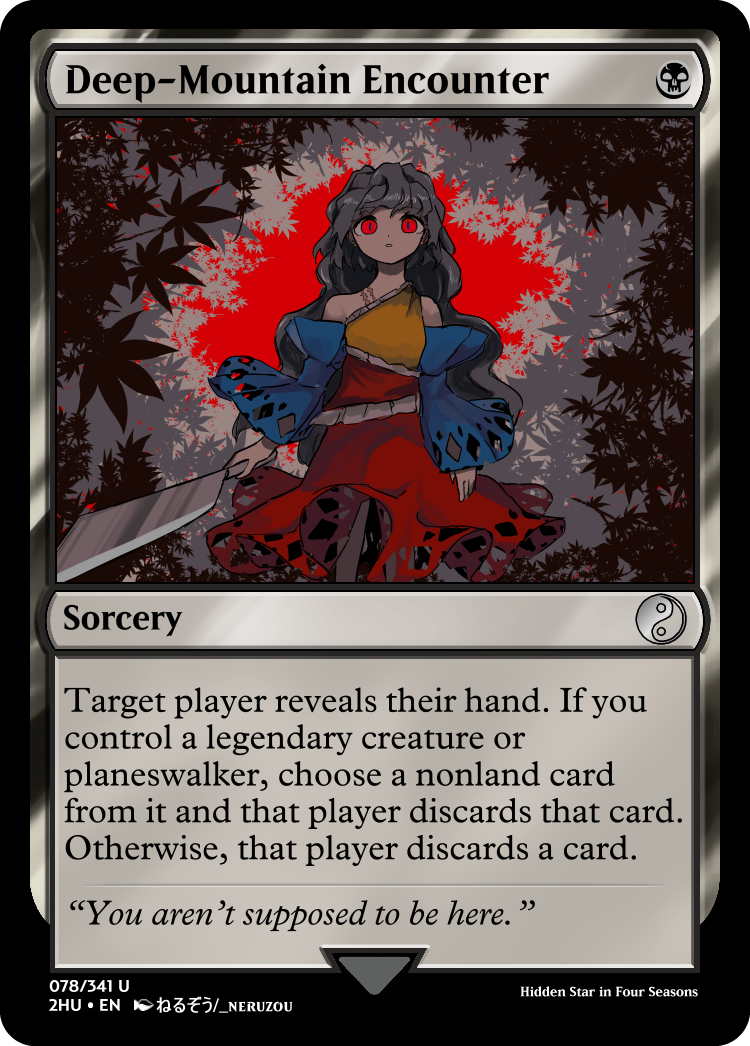 Deep-Mountain Encounter
Sorcery
Target player reveals their hand. If you
control a legendary creature or
planeswalker, choose a nonland card
from it and that player discards that card.
Otherwise, that player discards a card.
“You aren’t supposed to be here.”
078/341 U
2HU • EN ねるぞう/_NERUZOU
Hidden Star in Four Seasons